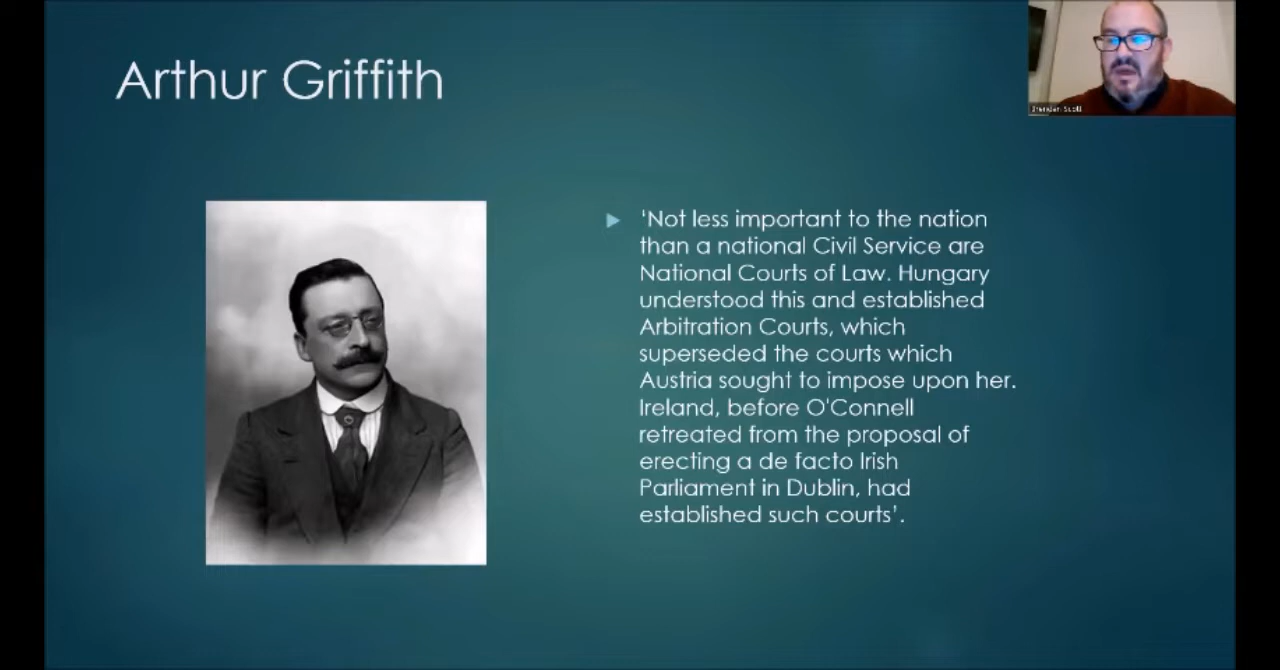 Arthur Griffith
Brendan Scott
‘Not less important to the nation
than a national Civil Service are
National Courts of Law. Hungary
understood this and established
Arbitration Courts, which
superseded the courts which
Austria sought to impose upon her.
Ireland, before O'Connell
retreated from the proposal of
erecting a de facto Irish
Parliament in Dublin, had
established such courts’.